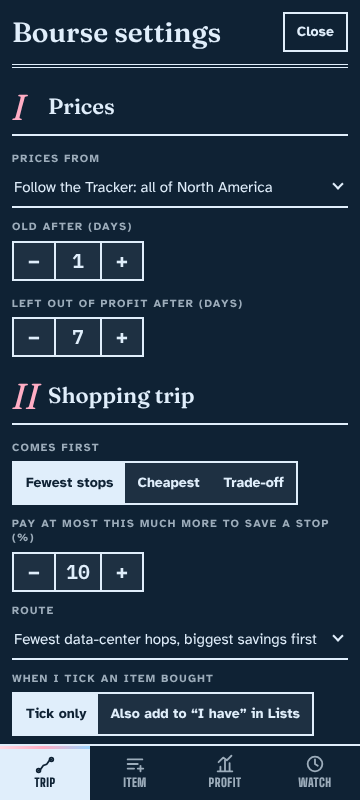 Bourse settings
Close
I Prices
PRICES FROM
Follow the Tracker: all of North America
OLD AFTER (DAYS)
− 1 +
LEFT OUT OF PROFIT AFTER (DAYS)
− 7 +
II Shopping trip
COMES FIRST
Fewest stops Cheapest Trade-off
PAY AT MOST THIS MUCH MORE TO SAVE A STOP
(%)
− 10 +
ROUTE
Fewest data-center hops, biggest savings first
WHEN I TICK AN ITEM BOUGHT
Tick only Also add to “I have” in Lists
TRIP ITEM PROFIT WATCH